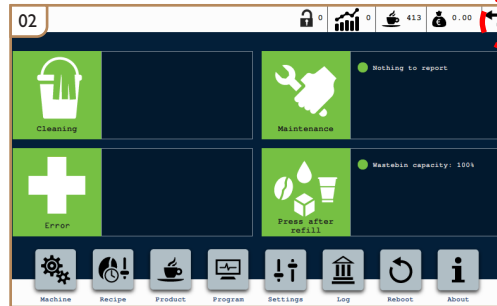 02
0
0
413
0.00
Cleaning
Maintenance
Nothing to report
Error
Press after
refill
Wastebin capacity: 100%
Machine
Recipe
Product
Program
Settings
Log
Reboot
About